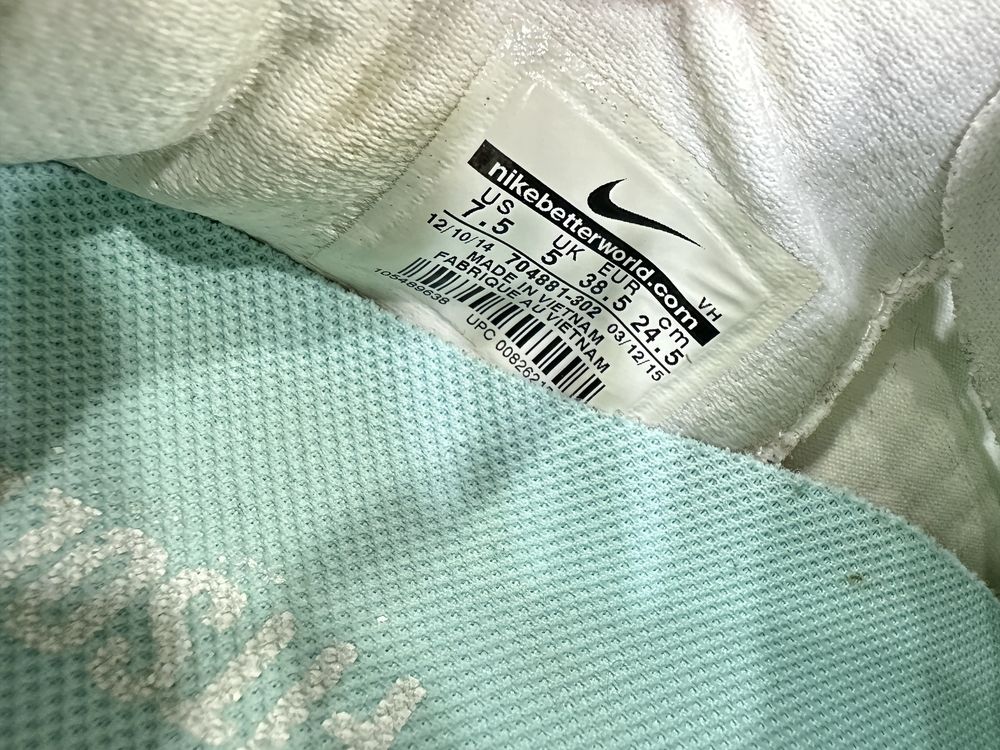 nikebetterworld.com
VH
US UK EUR cm
7.5 5 38.5 24.5
12/10/14 704881-302 03/12/15
MADE IN VIETNAM
FABRIQUE AU VIETNAM
105489638
UPC 0082621